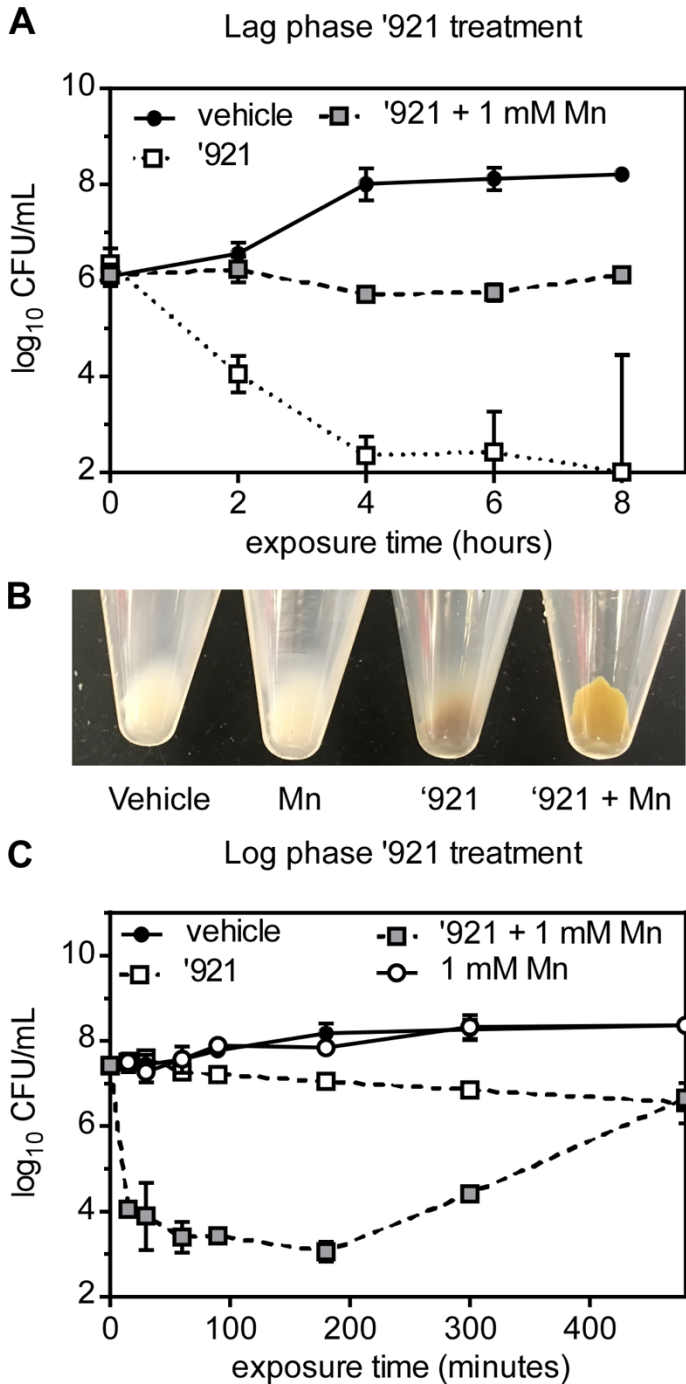 A Lag phase '921 treatment
10
vehicle '921 + 1 mM Mn
'921
8
6
4
2
log10 CFU/mL
0 2 4 6 8
exposure time (hours)
B
Vehicle Mn ‘921 ‘921 + Mn
C Log phase '921 treatment
10
vehicle '921 + 1 mM Mn
'921 1 mM Mn
8
6
4
2
log10 CFU/mL
0 100 200 300 400
exposure time (minutes)